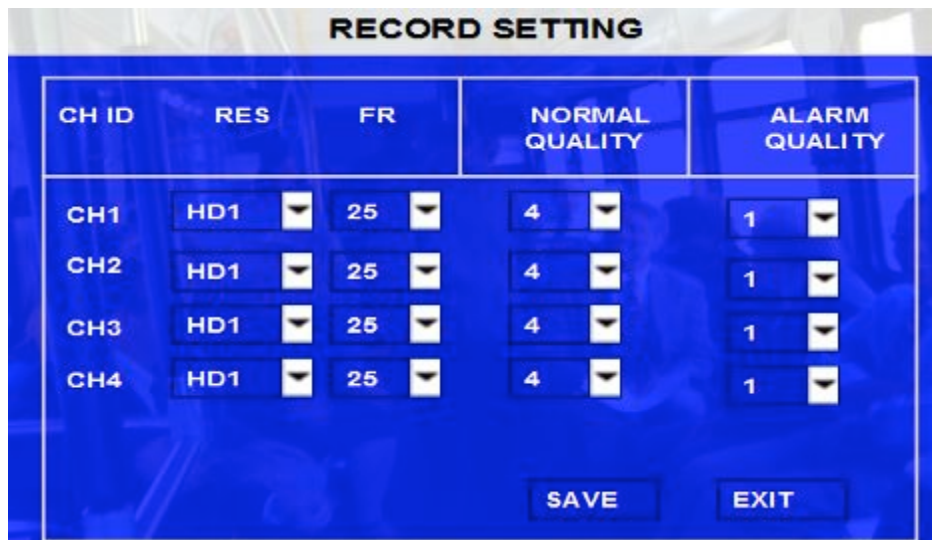 RECORD SETTING
CH ID RES FR NORMAL QUALITY ALARM QUALITY
CH1 HD1 25 4 1
CH2 HD1 25 4 1
CH3 HD1 25 4 1
CH4 HD1 25 4 1
SAVE EXIT